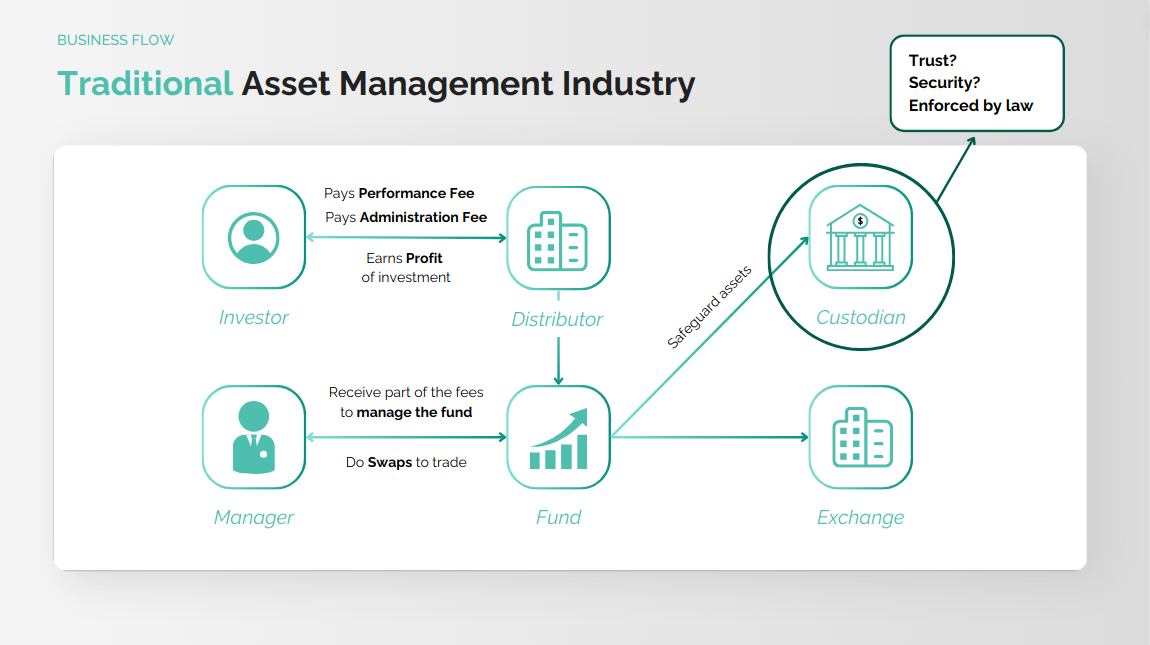 BUSINESS FLOW
Traditional Asset Management Industry
Trust?
Security?
Enforced by law
Pays Performance Fee
Pays Administration Fee
Earns Profit
of investment
$
Investor
Distributor
Safeguard assets
Custodian
Receive part of the fees
to manage the fund
Do Swaps to trade
Manager
Fund
Exchange